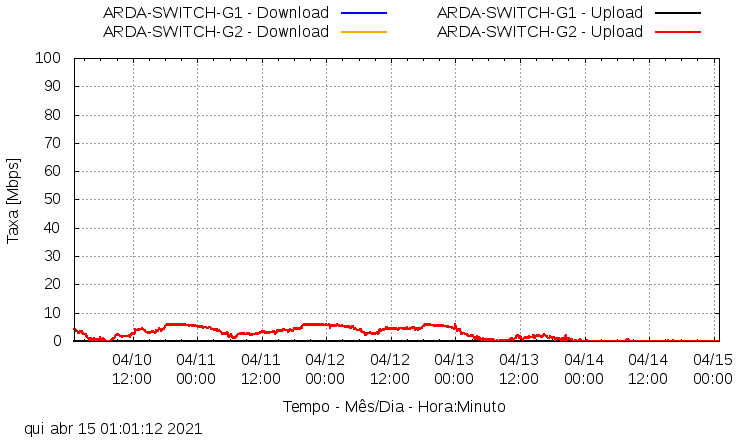 ARDA-SWITCH-G1 - Download ARDA-SWITCH-G1 - Upload
ARDA-SWITCH-G2 - Download ARDA-SWITCH-G2 - Upload
100
90
80
70
60
50
40
30
20
10
0
Taxa [Mbps]
04/10 04/11 04/11 04/12 04/12 04/13 04/13 04/14 04/14 04/15
12:00 00:00 12:00 00:00 12:00 00:00 12:00 00:00 12:00 00:00
Tempo - Mês/Dia - Hora:Minuto
qui abr 15 01:01:12 2021